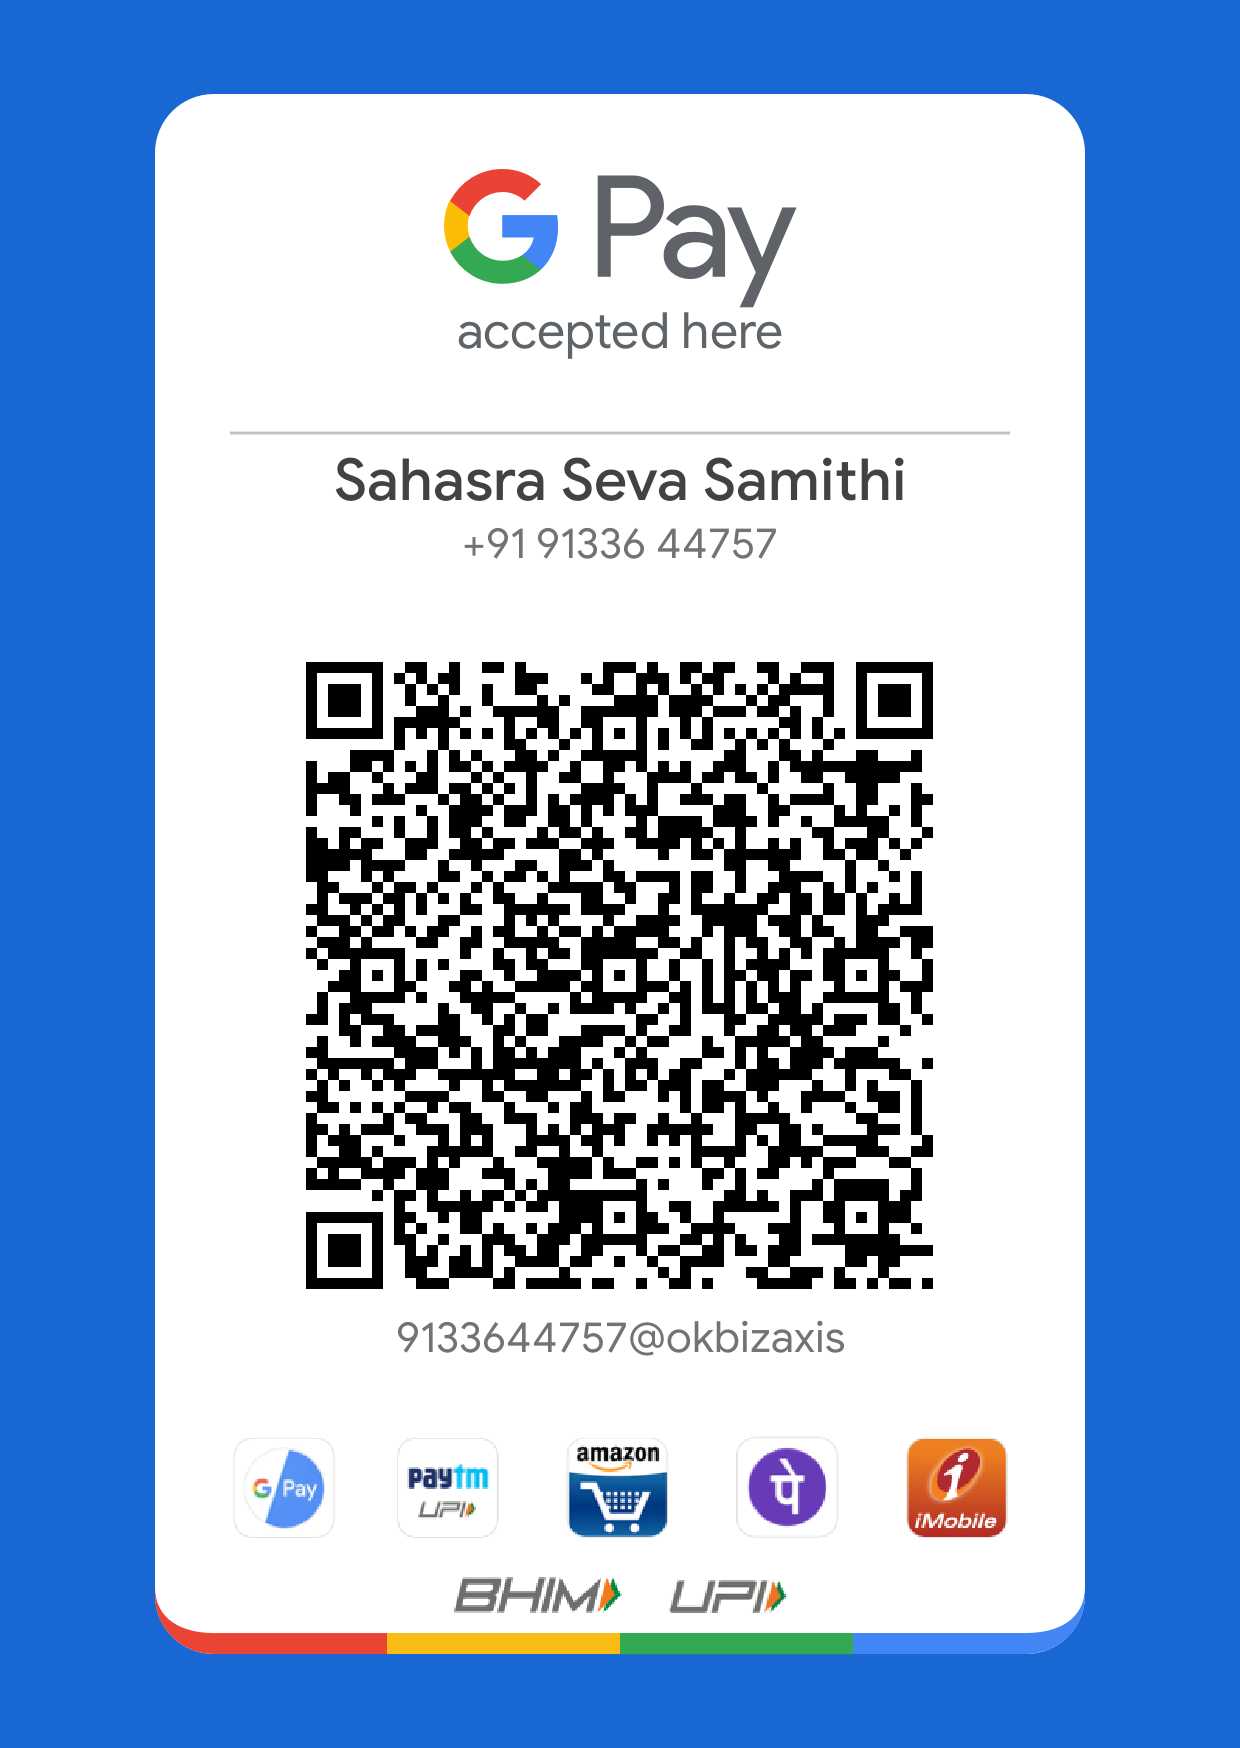 G Pay
accepted here
Sahasra Seva Samithi
+91 91336 44757
9133644757@okbizaxis
G Pay
paytm
UPI
amazon
पे
i
iMobile
BHIM UPI